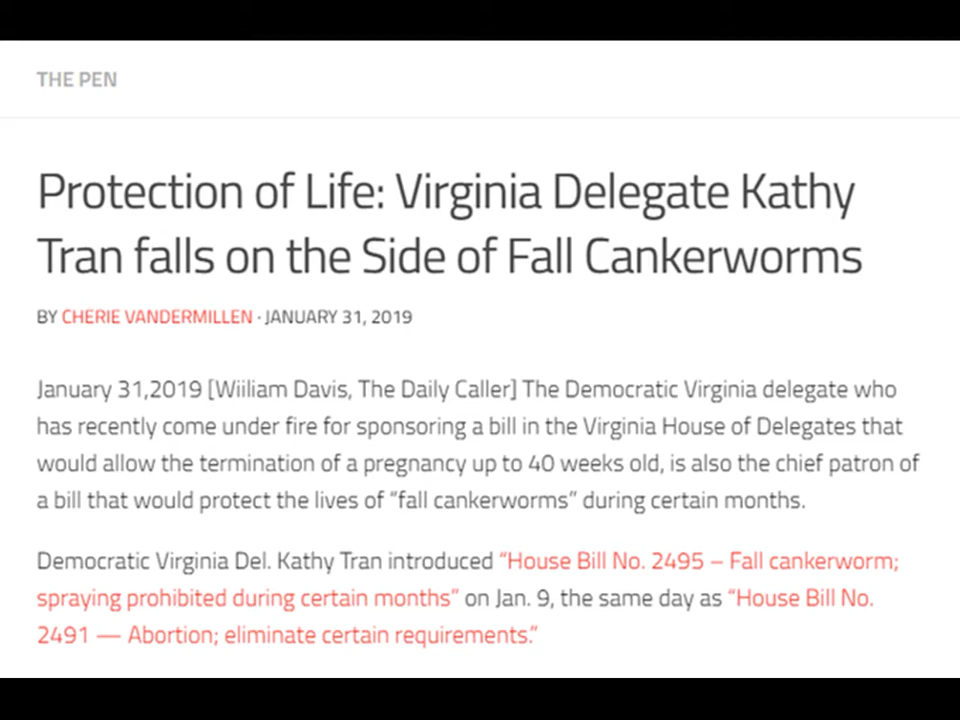 THE PEN
Protection of Life: Virginia Delegate Kathy
Tran falls on the Side of Fall Cankerworms
BY CHERIE VANDERMILLEN · JANUARY 31, 2019
January 31,2019 [Wiiliam Davis, The Daily Caller] The Democratic Virginia delegate who
has recently come under fire for sponsoring a bill in the Virginia House of Delegates that
would allow the termination of a pregnancy up to 40 weeks old, is also the chief patron of
a bill that would protect the lives of “fall cankerworms” during certain months.
Democratic Virginia Del. Kathy Tran introduced “House Bill No. 2495 – Fall cankerworm;
spraying prohibited during certain months” on Jan. 9, the same day as “House Bill No.
2491 — Abortion; eliminate certain requirements.”